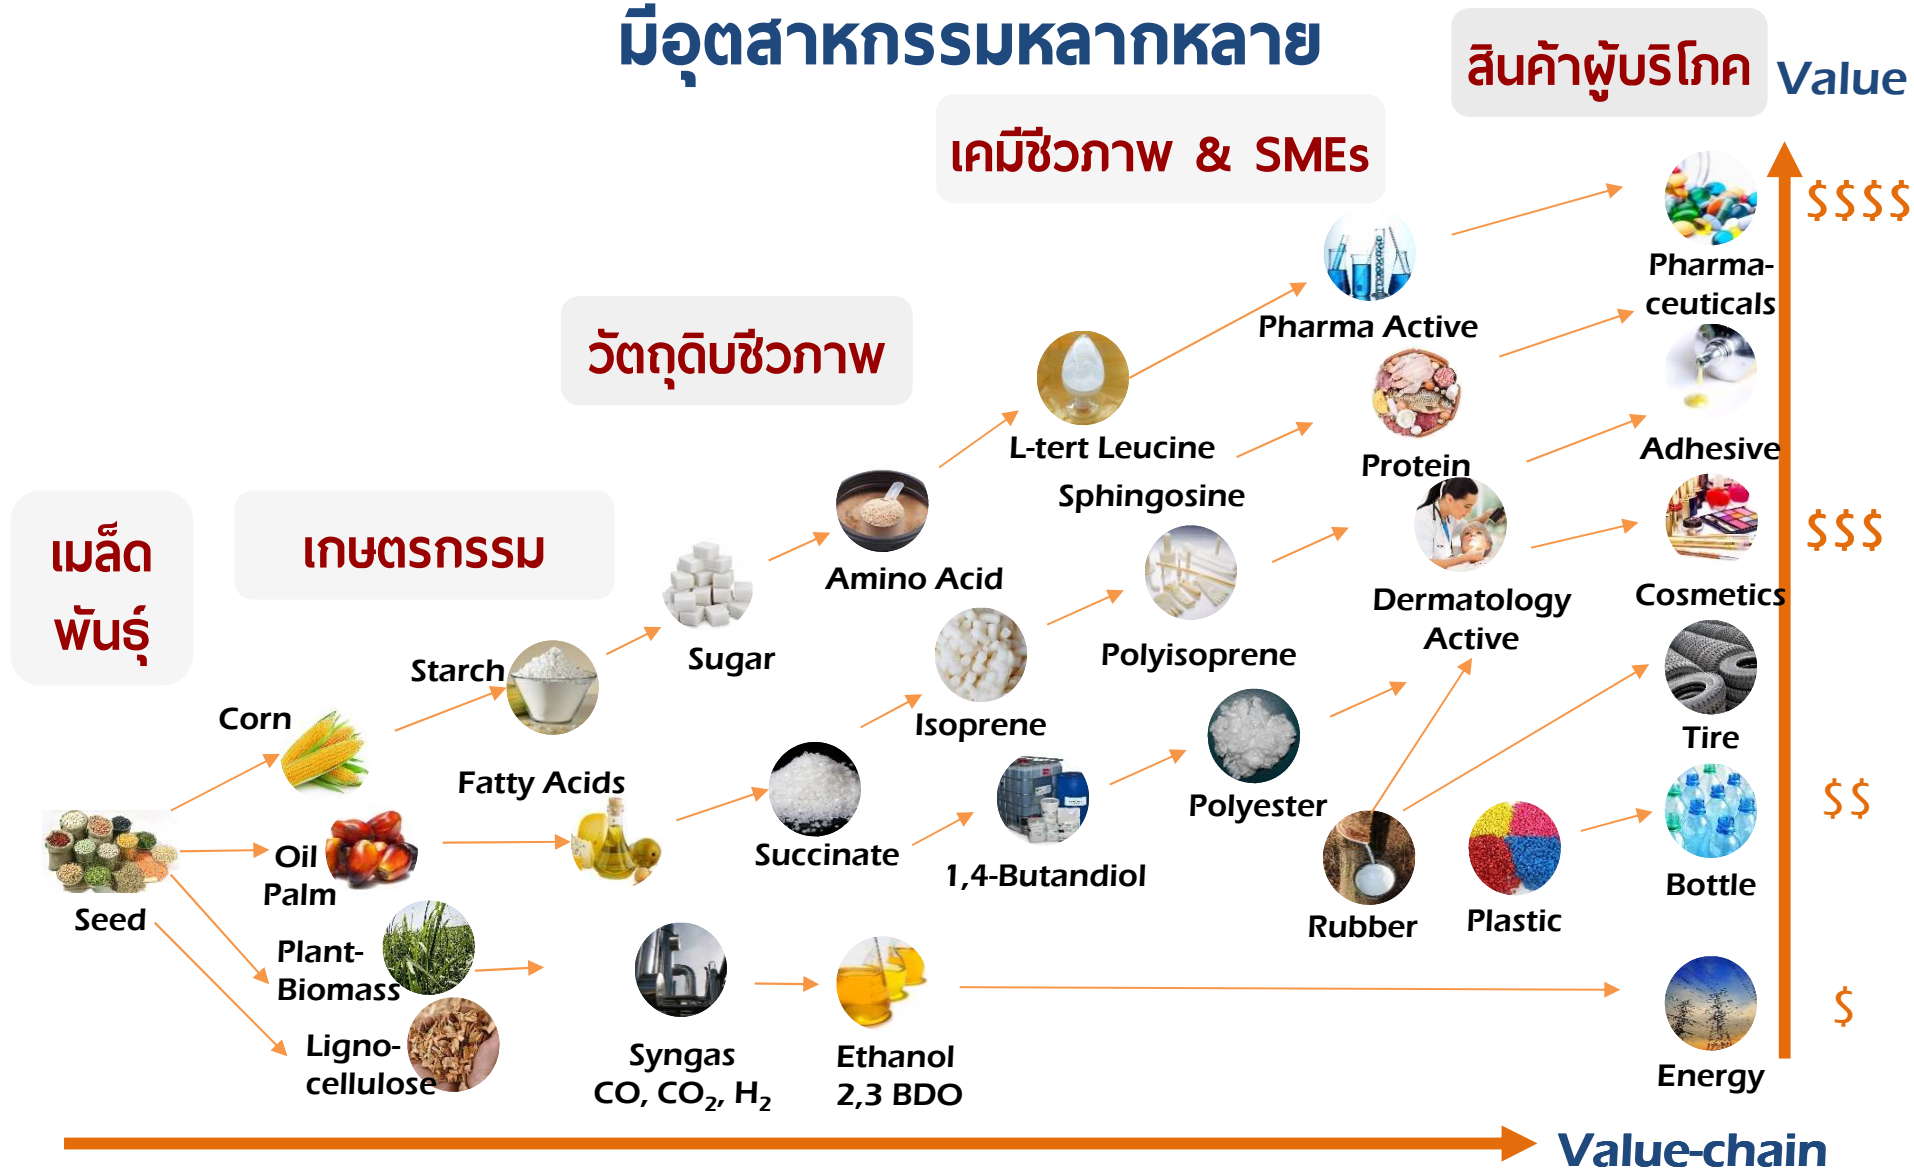 มีอุตสาหกรรมหลากหลาย
สินค้าผู้บริโภค
Value
เคมีชีวภาพ & SMEs
$$$$
Pharma-
ceuticals
Pharma Active
วัตถุดิบชีวภาพ
L-tert Leucine
Sphingosine
Protein
Adhesive
เมล็ด
พันธุ์
เกษตรกรรม
$$$
Amino Acid
Cosmetics
Dermatology
Active
Sugar
Polyisoprene
Starch
Corn
Isoprene
Tire
Fatty Acids
Polyester
$$
Oil
Palm
Succinate
1,4-Butandiol
Bottle
Seed
Rubber
Plastic
Plant-
Biomass
$
Ligno-
cellulose
Syngas
CO, CO₂, H₂
Ethanol
2,3 BDO
Energy
Value-chain